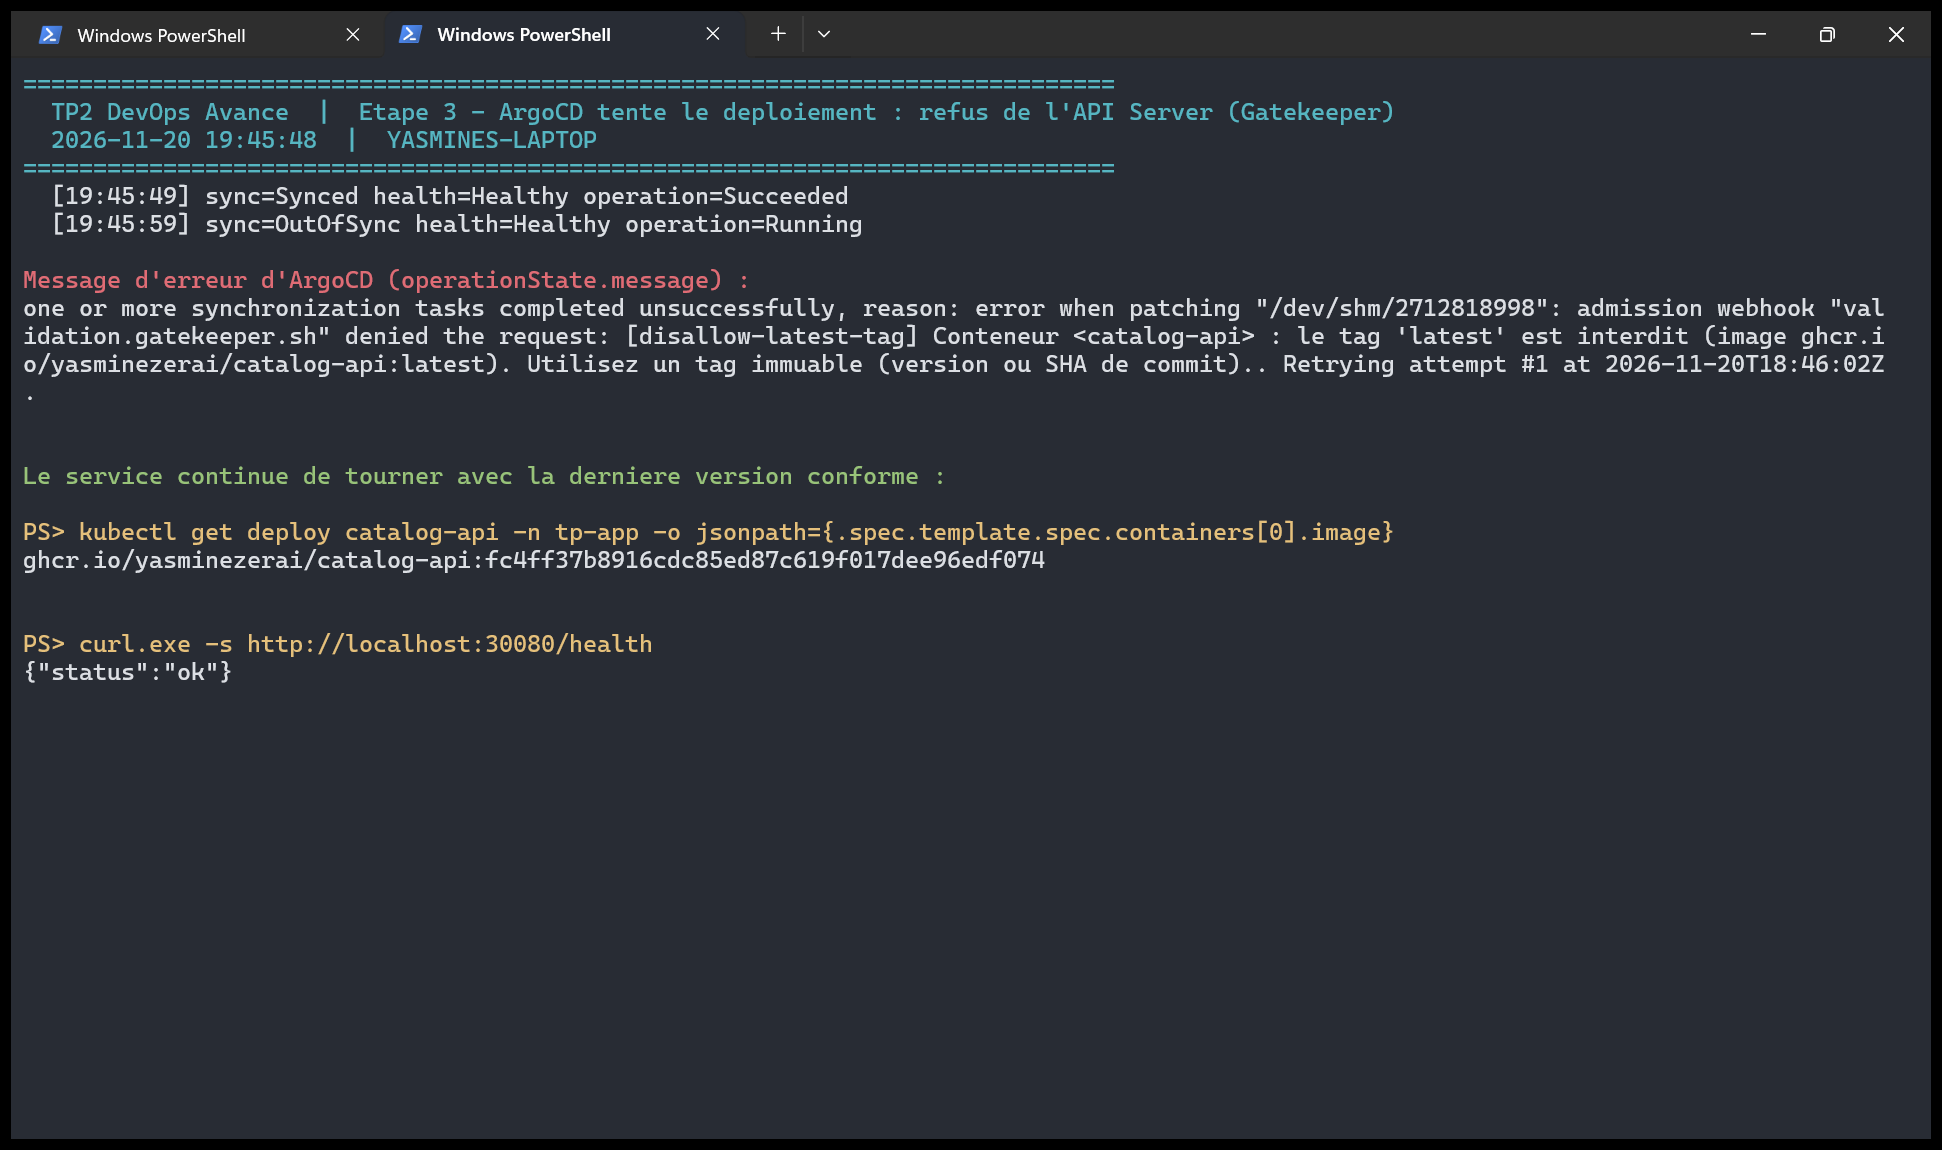 Windows PowerShell
Windows PowerShell
==============================================================================
TP2 DevOps Avance | Etape 3 - ArgoCD tente le deploiement : refus de l'API Server (Gatekeeper)
2026-11-20 19:45:48 | YASMINES-LAPTOP
==============================================================================
[19:45:49] sync=Synced health=Healthy operation=Succeeded
[19:45:59] sync=OutOfSync health=Healthy operation=Running
Message d'erreur d'ArgoCD (operationState.message) :
one or more synchronization tasks completed unsuccessfully, reason: error when patching "/dev/shm/2712818998": admission webhook "val
idation.gatekeeper.sh" denied the request: [disallow-latest-tag] Conteneur <catalog-api> : le tag 'latest' est interdit (image ghcr.i
o/yasminezerai/catalog-api:latest). Utilisez un tag immuable (version ou SHA de commit).. Retrying attempt #1 at 2026-11-20T18:46:02Z
.
Le service continue de tourner avec la derniere version conforme :
PS> kubectl get deploy catalog-api -n tp-app -o jsonpath={.spec.template.spec.containers[0].image}
ghcr.io/yasminezerai/catalog-api:fc4ff37b8916cdc85ed87c619f017dee96edf074
PS> curl.exe -s http://localhost:30080/health
{"status":"ok"}